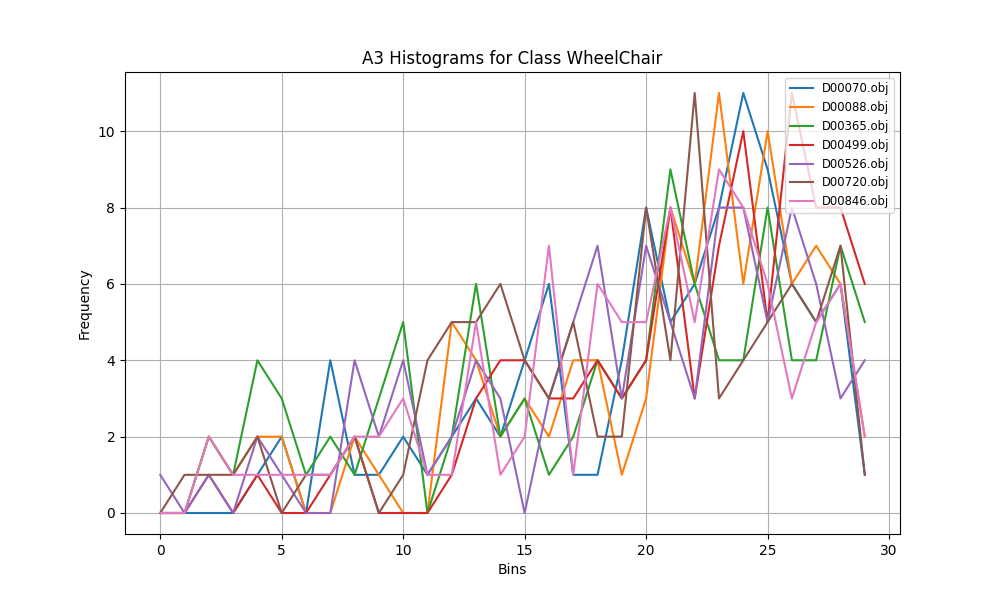 A3 Histograms for Class WheelChair
D00070.obj
D00088.obj
D00365.obj
D00499.obj
D00526.obj
D00720.obj
D00846.obj
10
8
6
4
2
0
Frequency
0 5 10 15 20 25 30
Bins